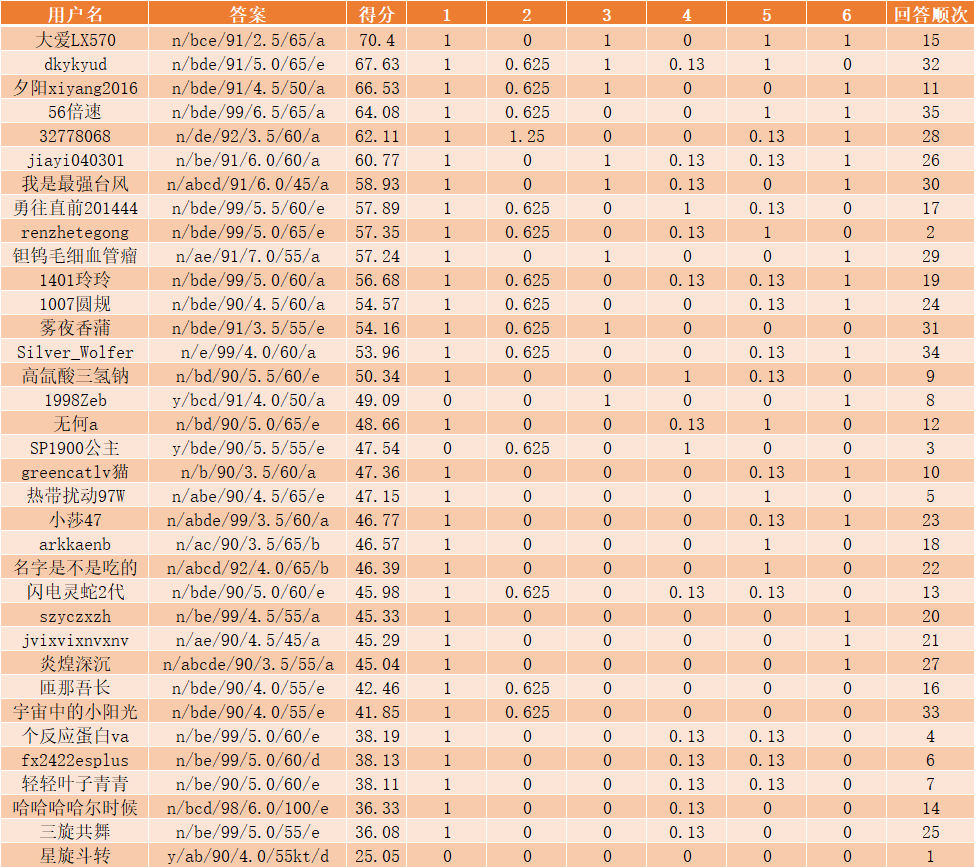 用户名 答案 得分 1 2 3 4 5 6 回答顺次
大爱LX570 n/bce/91/2.5/65/a 70.4 1 0 1 0 1 1 15
dkykyud n/bde/91/5.0/65/e 67.63 1 0.625 1 0.13 1 0 32
夕阳xiyang2016 n/bde/91/4.5/50/a 66.53 1 0.625 1 0 0 1 11
56倍速 n/bde/99/6.5/65/a 64.08 1 0.625 0 0 1 1 35
32778068 n/de/92/3.5/60/a 62.11 1 1.25 0 0 0.13 1 28
jiayi040301 n/be/91/6.0/60/a 60.77 1 0 1 0.13 0.13 1 26
我是最强台风 n/abcd/91/6.0/45/a 58.93 1 0 1 0.13 0 1 30
勇往直前201444 n/bde/99/5.5/60/e 57.89 1 0.625 0 1 0.13 0 17
renzhetegong n/bde/99/5.0/65/e 57.35 1 0.625 0 0.13 1 0 2
钽钨毛细血管瘤 n/ae/91/7.0/55/a 57.24 1 0 1 0 0 1 29
1401玲玲 n/bde/99/5.0/60/a 56.68 1 0.625 0 0.13 0.13 1 19
1007圆规 n/bde/90/4.5/60/a 54.57 1 0.625 0 0 0.13 1 24
雾夜香蒲 n/bde/91/3.5/55/e 54.16 1 0.625 1 0 0 0 31
Silver_Wolfer n/e/99/4.0/60/a 53.96 1 0.625 0 0 0.13 1 34
高氙酸三氢钠 n/bd/90/5.5/60/e 50.34 1 0 0 1 0.13 0 9
1998Zeb y/bcd/91/4.0/50/a 49.09 0 0 1 0 0 1 8
无何a n/bd/90/5.0/65/e 48.66 1 0 0 0.13 1 0 12
SP1900公主 y/bde/90/5.5/55/e 47.54 0 0.625 0 1 0 0 3
greencatlv猫 n/b/90/3.5/60/a 47.36 1 0 0 0 0.13 1 10
热带扰动97W n/abe/90/4.5/65/e 47.15 1 0 0 0 1 0 5
小莎47 n/abde/99/3.5/60/a 46.77 1 0 0 0 0.13 1 23
arkkaenb n/ac/90/3.5/65/b 46.57 1 0 0 0 1 0 18
名字是不是吃的 n/abcd/92/4.0/65/b 46.39 1 0 0 0 1 0 22
闪电灵蛇2代 n/bde/90/5.0/60/e 45.98 1 0.625 0 0.13 0.13 0 13
szyczxzh n/be/99/4.5/55/a 45.33 1 0 0 0 0 1 20
jvixvixnvxnv n/ae/90/4.5/45/a 45.29 1 0 0 0 0 1 21
炎煌深沉 n/abcde/90/3.5/55/a 45.04 1 0 0 0 0 1 27
匝那吾长 n/bde/90/4.0/55/e 42.46 1 0.625 0 0 0 0 16
宇宙中的小阳光 n/bde/90/4.0/55/e 41.85 1 0.625 0 0 0 0 33
个反应蛋白va n/be/99/5.0/60/e 38.19 1 0 0 0.13 0.13 0 4
fx2422esplus n/be/99/5.0/60/d 38.13 1 0 0 0.13 0.13 0 6
轻轻叶子青青 n/be/90/5.0/60/e 38.11 1 0 0 0.13 0.13 0 7
哈哈哈哈尔时候 n/bcd/98/6.0/100/e 36.33 1 0 0 0.13 0 0 14
三旋共舞 n/be/99/5.0/55/e 36.08 1 0 0 0.13 0 0 25
星旋斗转 y/ab/90/4.0/55kt/d 25.05 0 0 0 0 0 0 1